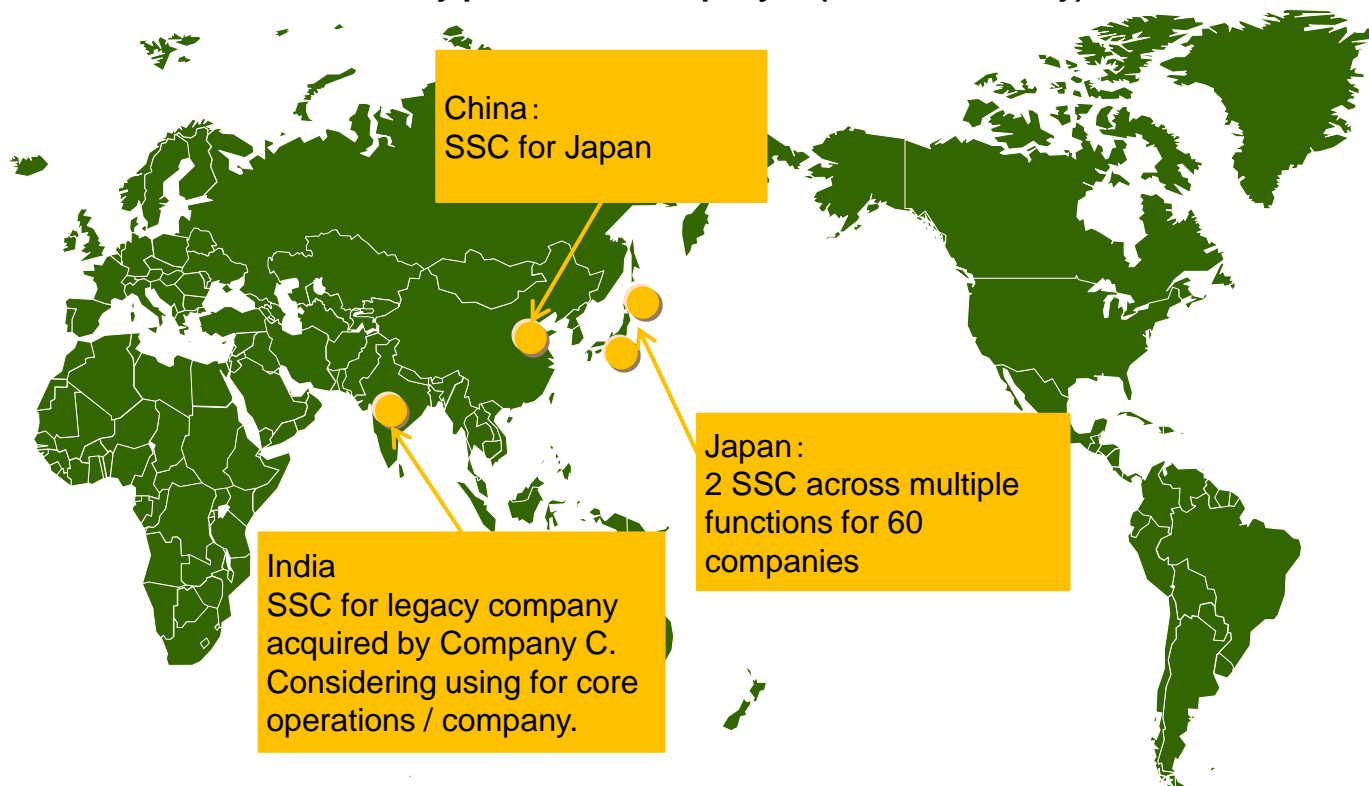 China：
SSC for Japan
Japan：
2 SSC across multiple
functions for 60
companies
India
SSC for legacy company
acquired by Company C.
Considering using for core
operations / company.